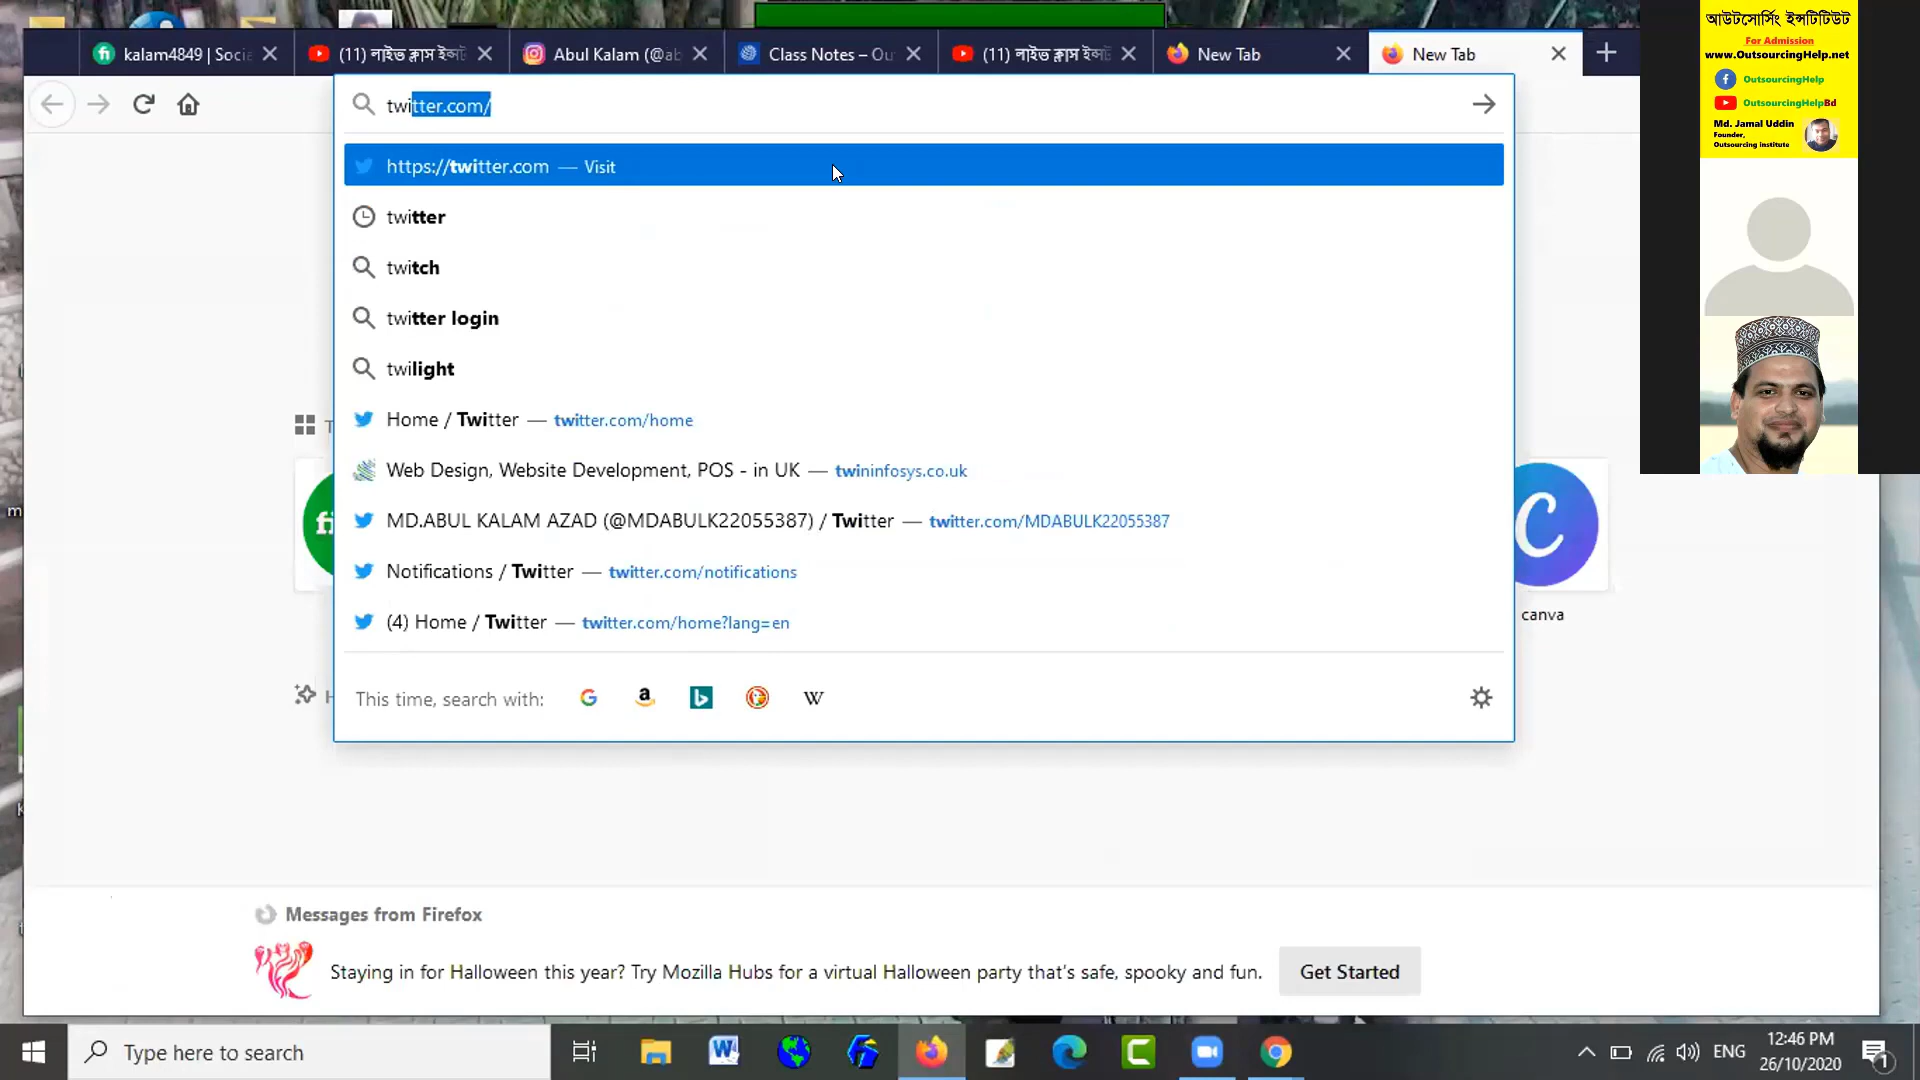 kalam4849 | Socia
(11) লাইভ ক্লাস ইন্স
Abul Kalam (@ab
Class Notes – Ou
(11) লাইভ ক্লাস ইন্স
New Tab
New Tab
twitter.com/
https://twitter.com — Visit
twitter
twitch
twitter login
twilight
Home / Twitter — twitter.com/home
Web Design, Website Development, POS - in UK — twininfosys.co.uk
MD.ABUL KALAM AZAD (@MDABULK22055387) / Twitter — twitter.com/MDABULK22055387
Notifications / Twitter — twitter.com/notifications
(4) Home / Twitter — twitter.com/home?lang=en
This time, search with:
canva
Messages from Firefox
Staying in for Halloween this year? Try Mozilla Hubs for a virtual Halloween party that's safe, spooky and fun.
Get Started
আউটসোর্সিং ইন্সটিটিউট
For Admission
www.OutsourcingHelp.net
OutsourcingHelp
OutsourcingHelpBd
Md. Jamal Uddin
Founder,
Outsourcing institute
Type here to search
ENG
12:46 PM
26/10/2020
1